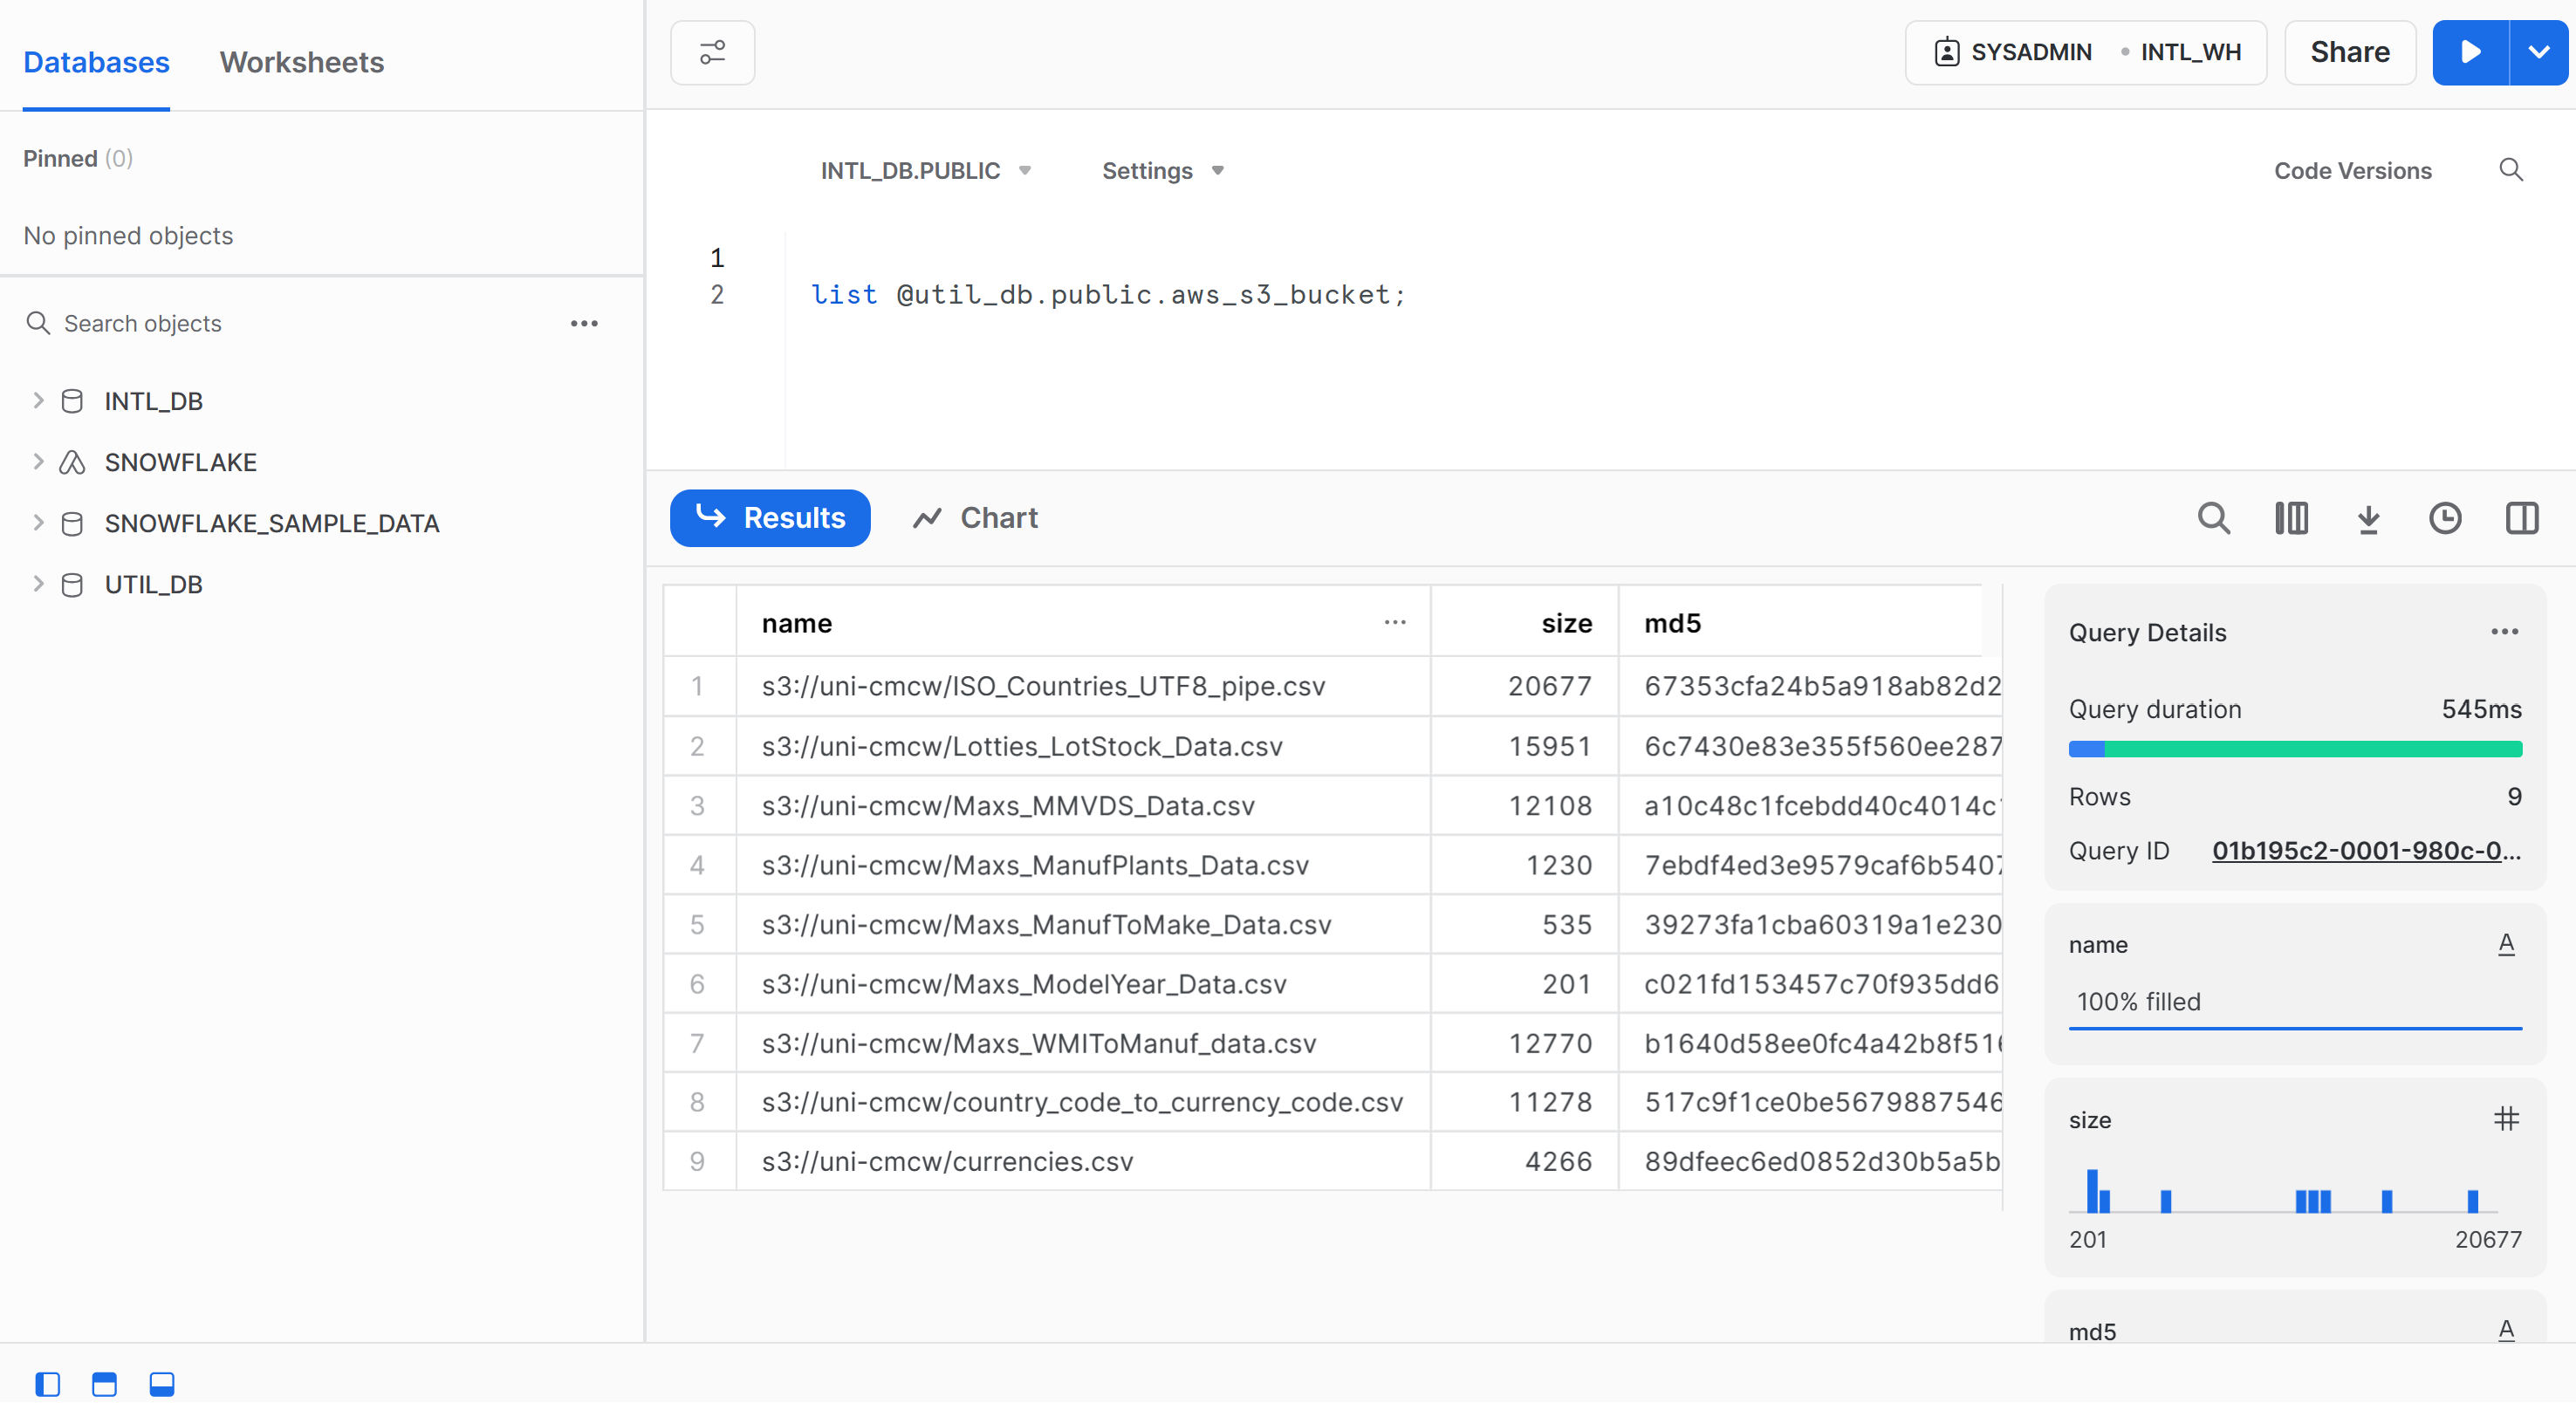 Databases Worksheets
Pinned (0)
No pinned objects
Search objects
INTL_DB
SNOWFLAKE
SNOWFLAKE_SAMPLE_DATA
UTIL_DB
SYSADMIN • INTL_WH Share
INTL_DB.PUBLIC Settings Code Versions
1
2 list @util_db.public.aws_s3_bucket;
Results Chart
name ... size md5
1 s3://uni-cmcw/ISO_Countries_UTF8_pipe.csv 20677 67353cfa24b5a918ab82d2
2 s3://uni-cmcw/Lotties_LotStock_Data.csv 15951 6c7430e83e355f560ee287
3 s3://uni-cmcw/Maxs_MMVDS_Data.csv 12108 a10c48c1fcebdd40c4014c
4 s3://uni-cmcw/Maxs_ManufPlants_Data.csv 1230 7ebdf4ed3e9579caf6b5407
5 s3://uni-cmcw/Maxs_ManufToMake_Data.csv 535 39273fa1cba60319a1e230
6 s3://uni-cmcw/Maxs_ModelYear_Data.csv 201 c021fd153457c70f935dd6
7 s3://uni-cmcw/Maxs_WMIToManuf_data.csv 12770 b1640d58ee0fc4a42b8f516
8 s3://uni-cmcw/country_code_to_currency_code.csv 11278 517c9f1ce0be5679887546
9 s3://uni-cmcw/currencies.csv 4266 89dfeec6ed0852d30b5a5b
Query Details ...
Query duration 545ms
Rows 9
Query ID 01b195c2-0001-980c-0...
name A
100% filled
size #
201 20677
md5 A